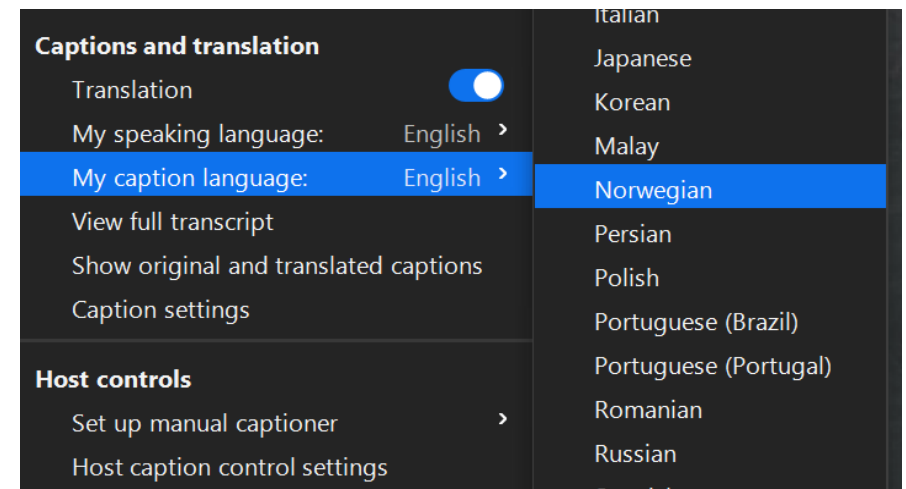 Captions and translation
Translation
My speaking language: English
My caption language: English
View full transcript
Show original and translated captions
Caption settings
Host controls
Set up manual captioner
Host caption control settings
Italian
Japanese
Korean
Malay
Norwegian
Persian
Polish
Portuguese (Brazil)
Portuguese (Portugal)
Romanian
Russian